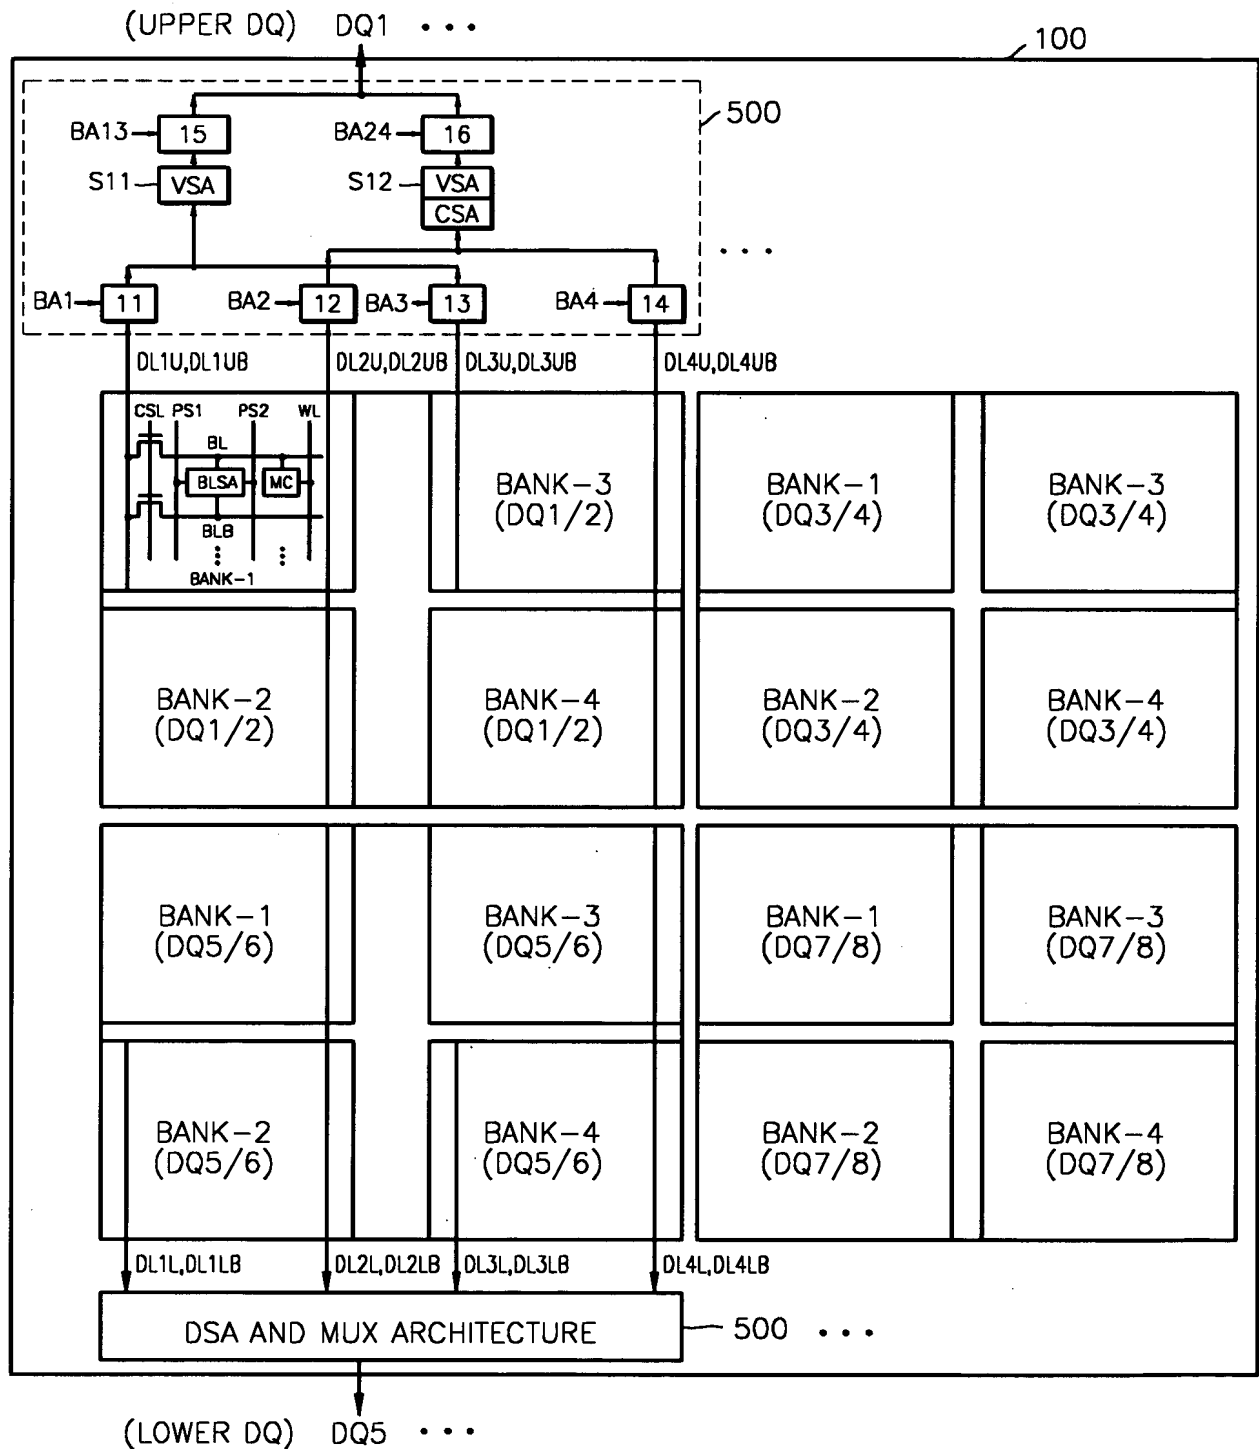 (UPPER DQ) DQ1 • • •
100
500
BA13 15 BA24 16
S11 VSA S12 VSA
CSA
• • •
BA1 11 BA2 12 BA3 13 BA4 14
DL1U,DL1UB DL2U,DL2UB DL3U,DL3UB DL4U,DL4UB
CSL PS1 PS2 WL
BL
BLSA MC
BLB
BANK-1
BANK-3 BANK-1 BANK-3
(DQ1/2) (DQ3/4) (DQ3/4)
BANK-2 BANK-4 BANK-2 BANK-4
(DQ1/2) (DQ1/2) (DQ3/4) (DQ3/4)
BANK-1 BANK-3 BANK-1 BANK-3
(DQ5/6) (DQ5/6) (DQ7/8) (DQ7/8)
BANK-2 BANK-4 BANK-2 BANK-4
(DQ5/6) (DQ5/6) (DQ7/8) (DQ7/8)
DL1L,DL1LB DL2L,DL2LB DL3L,DL3LB DL4L,DL4LB
DSA AND MUX ARCHITECTURE 500 • • •
(LOWER DQ) DQ5 • • •